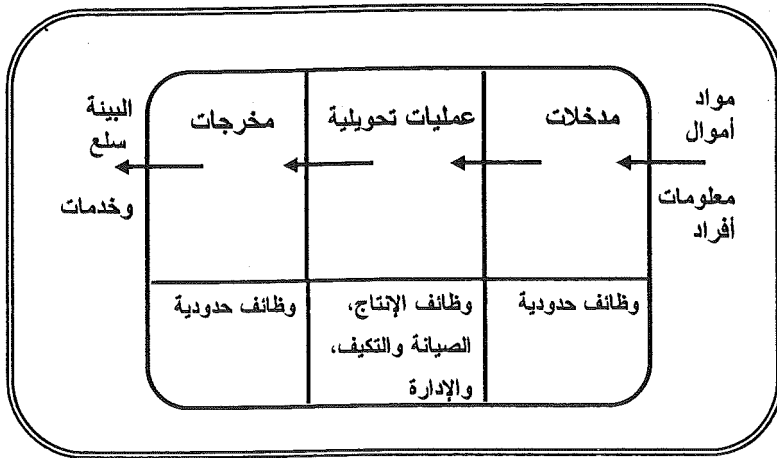 مواد
أموال
معلومات
أفراد
مدخلات
عمليات تحويلية
مخرجات
البينة
سلع
وخدمات
وظائف حدودية
وظائف الإنتاج،
الصيانة والتكيف،
والإدارة
وظائف حدودية